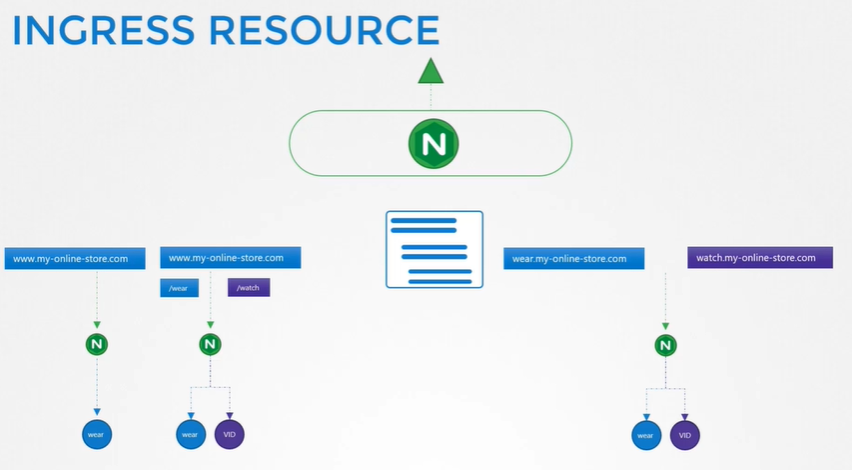 INGRESS RESOURCE
N
www.my-online-store.com
www.my-online-store.com
wear.my-online-store.com
watch.my-online-store.com
/wear
/watch
N
N
N
wear
wear
VID
wear
VID